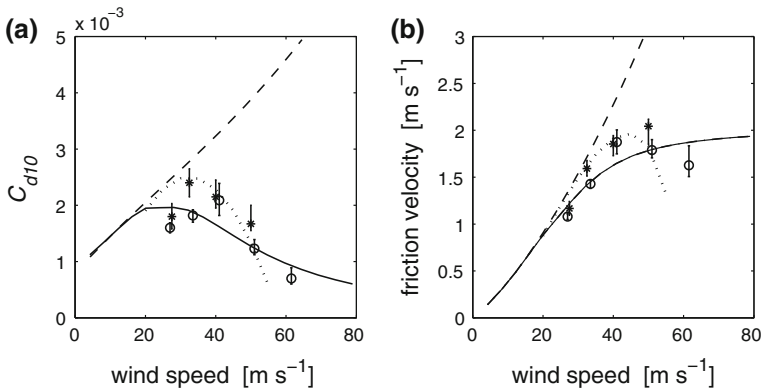 (a)
x 10⁻³
5
4
3
2
1
0
C_d10
0 20 40 60 80
wind speed [m s⁻¹]
(b)
3
2.5
2
1.5
1
0.5
0
friction velocity [m s⁻¹]
0 20 40 60 80
wind speed [m s⁻¹]